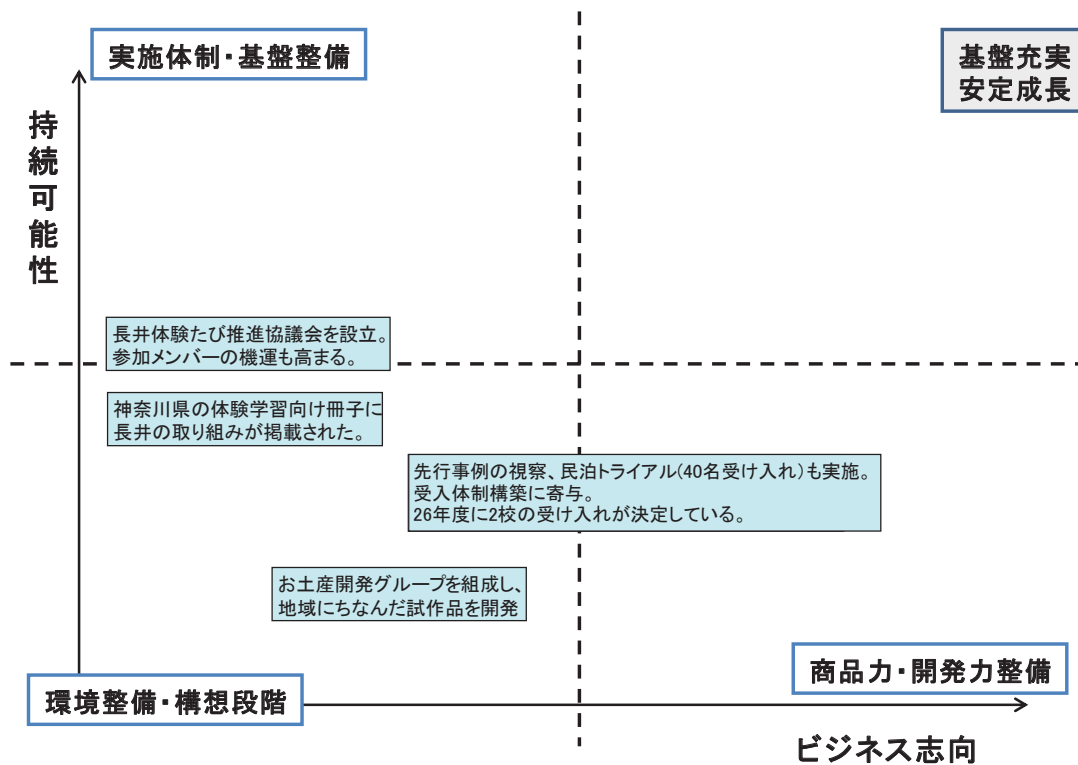 実施体制・基盤整備
基盤充実
安定成長
持続可能性
長井体験たび推進協議会を設立。
参加メンバーの機運も高まる。
神奈川県の体験学習向け冊子に
長井の取り組みが掲載された。
先行事例の視察、民泊トライアル(40名受け入れ)も実施。
受入体制構築に寄与。
26年度に2校の受け入れが決定している。
お土産開発グループを組成し、
地域にちなんだ試作品を開発
環境整備・構想段階
商品力・開発力整備
ビジネス志向